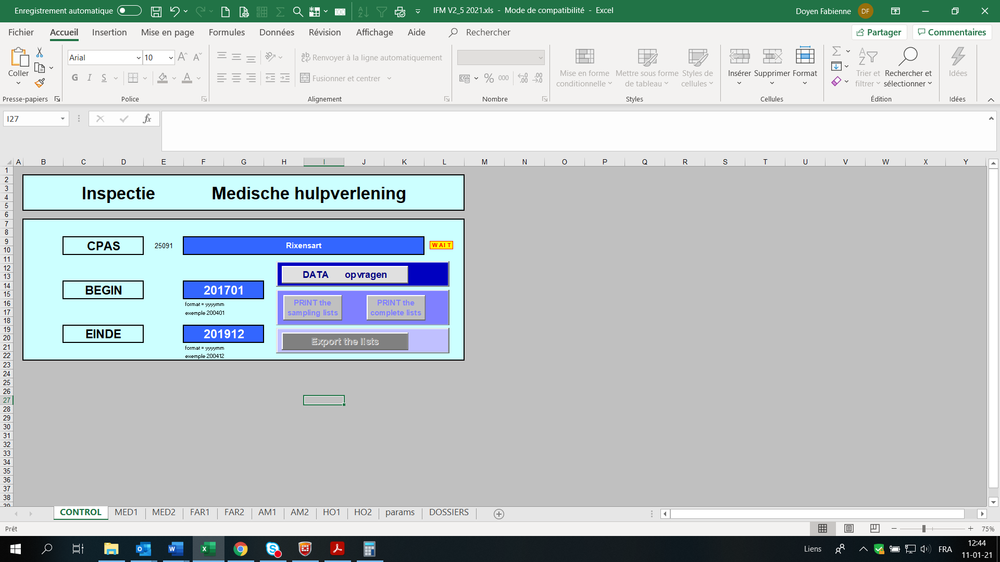 Enregistrement automatique
IFM V2_5 2021.xls - Mode de compatibilité - Excel
Doyen Fabienne DF
Fichier Accueil Insertion Mise en page Formules Données Révision Affichage Aide Rechercher
Partager Commentaires
Coller
Presse-papiers
Arial 10
G I S
Police
Renvoyer à la ligne automatiquement
Fusionner et centrer
Alignement
% 000
Nombre
Mise en forme
conditionnelle
Mettre sous forme
de tableau
Styles de
cellules
Styles
Insérer Supprimer Format
Cellules
Trier et
filtrer
Rechercher et
sélectionner
Édition
Idées
Idées
I27
fx
A B C D E F G H I J K L M N O P Q R S T U V W X Y
1
2
3
4
5
6
7
8
9
10
11
12
13
14
15
16
17
18
19
20
21
22
23
24
25
26
27
28
29
30
31
32
33
34
35
36
37
38
39
Inspectie Medische hulpverlening
CPAS 25091 Rixensart WAIT
DATA opvragen
BEGIN 201701
format = yyyymm
exemple 200401
PRINT the
sampling lists
PRINT the
complete lists
EINDE 201912
format = yyyymm
exemple 200412
Export the lists
CONTROL MED1 MED2 FAR1 FAR2 AM1 AM2 HO1 HO2 params DOSSIERS
Prêt
75%
Liens
FRA
12:44
11-01-21